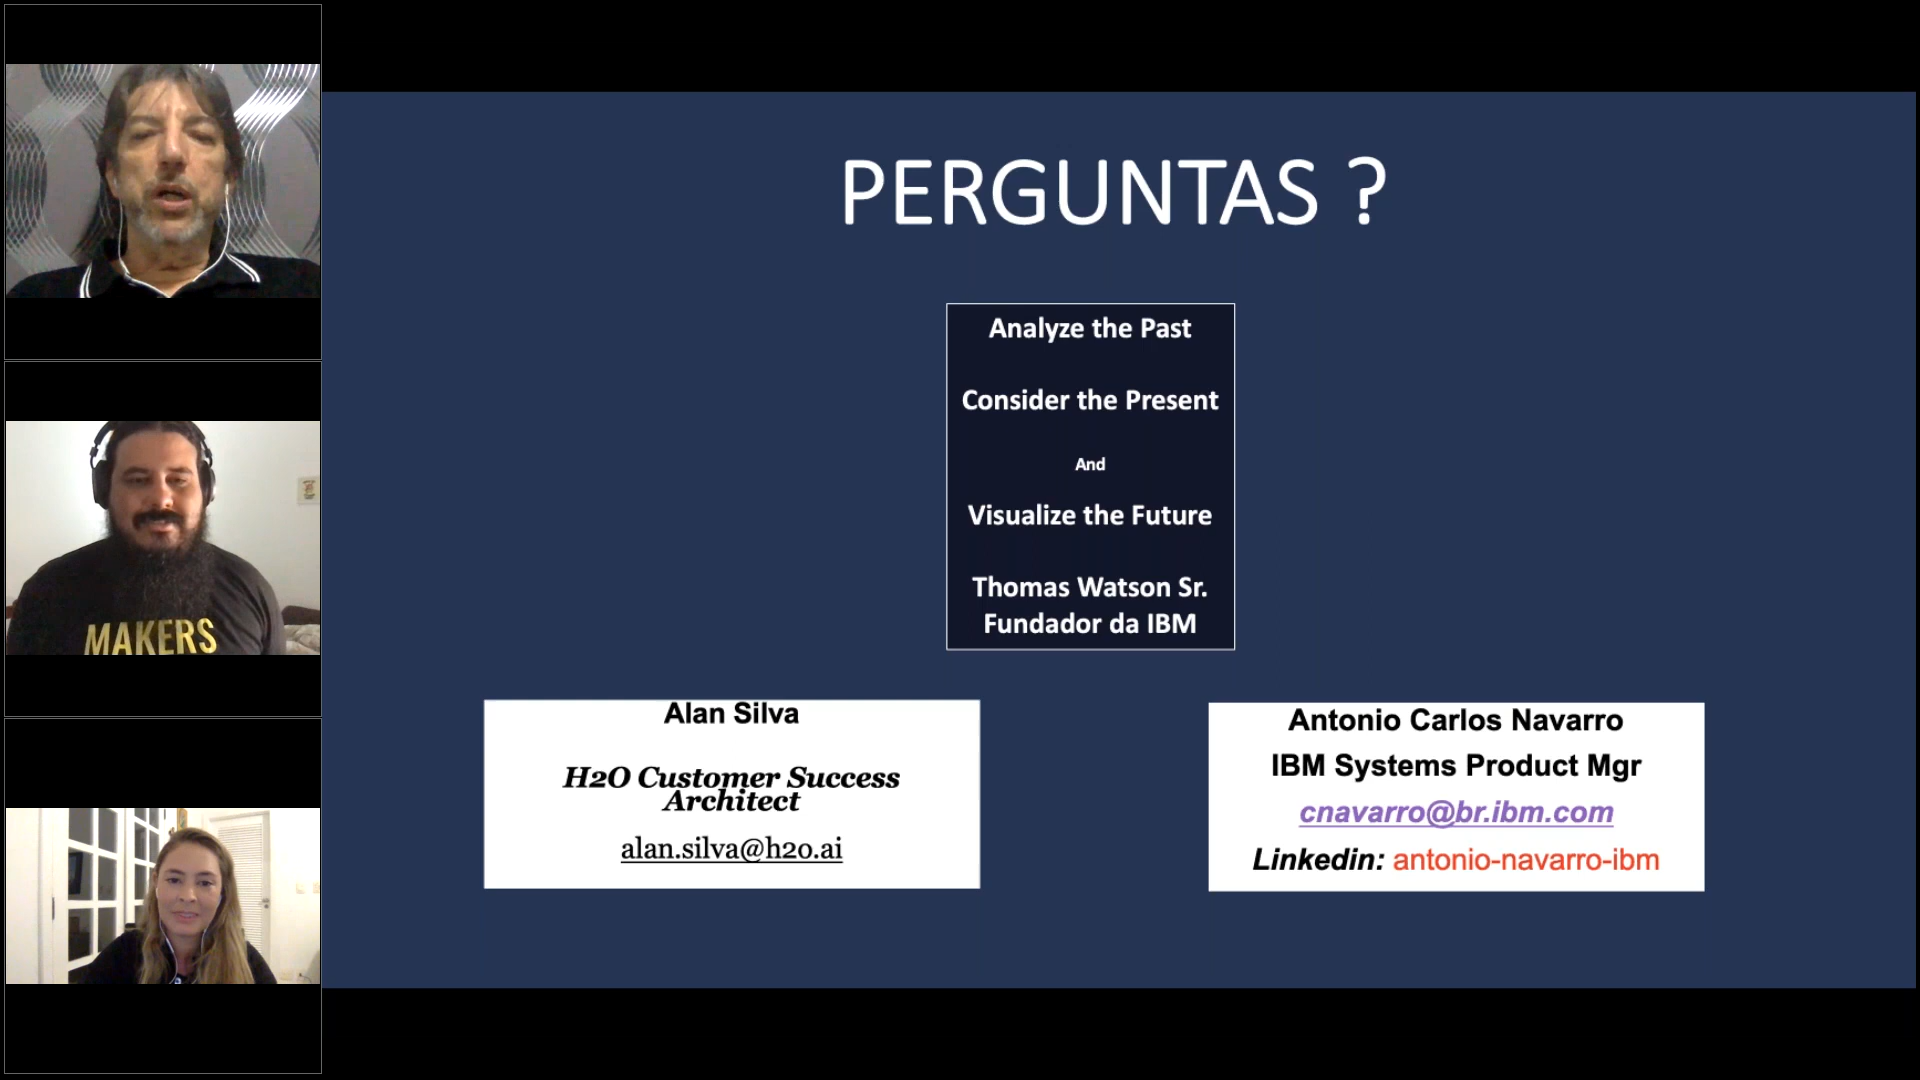 PERGUNTAS ?
Analyze the Past
Consider the Present
And
Visualize the Future
Thomas Watson Sr.
Fundador da IBM
Alan Silva
H2O Customer Success
Architect
alan.silva@h2o.ai
Antonio Carlos Navarro
IBM Systems Product Mgr
cnavarro@br.ibm.com
Linkedin: antonio-navarro-ibm
MAKERS